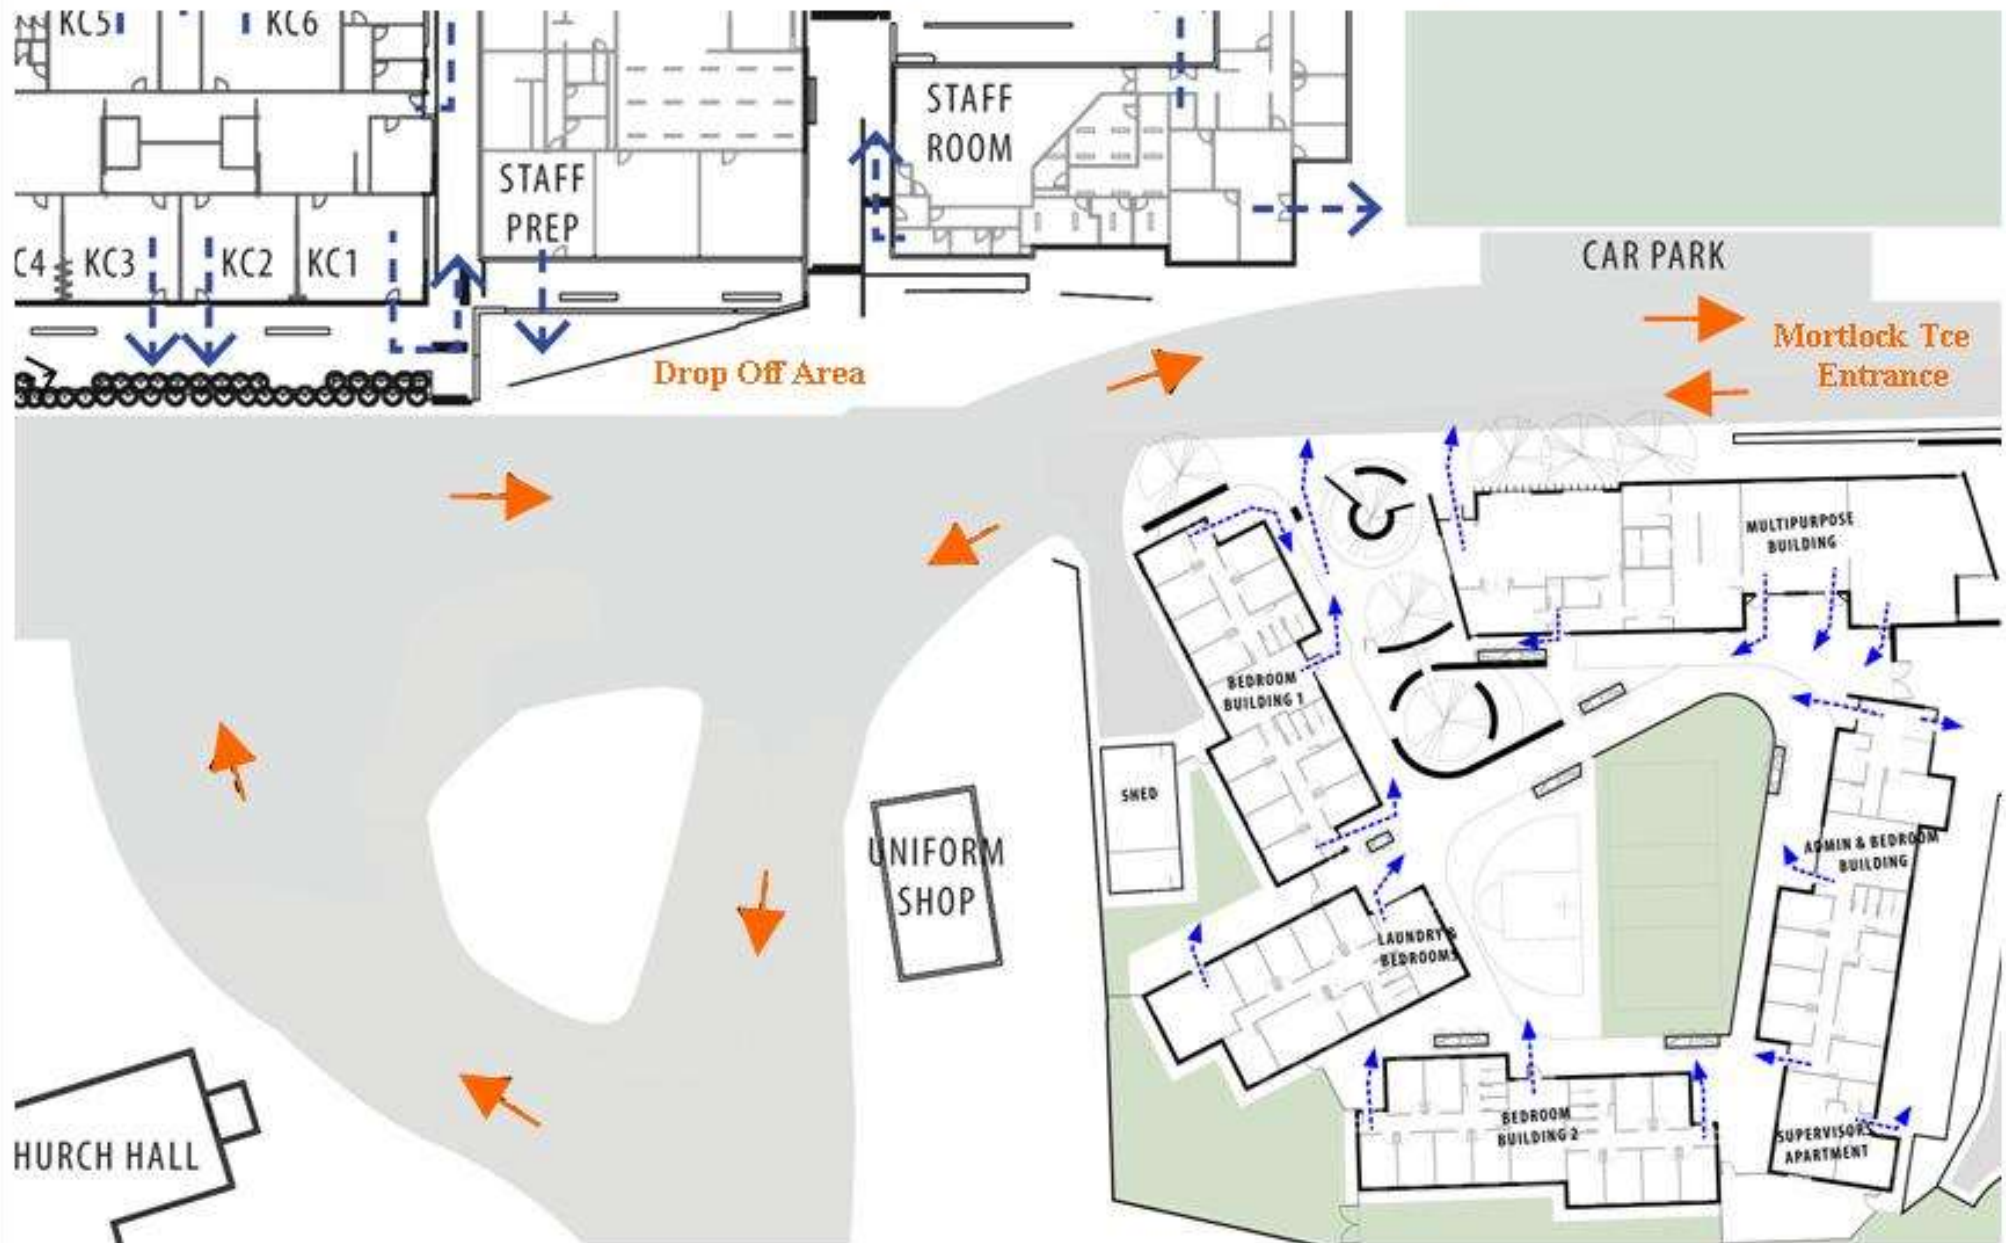 KC5
KC6
STAFF
ROOM
STAFF
PREP
C4
KC3
KC2
KC1
CAR PARK
Mortlock Tce
Entrance
Drop Off Area
MULTIPURPOSE
BUILDING
BEDROOM
BUILDING 1
SHED
UNIFORM
SHOP
ADMIN & BEDROOM
BUILDING
LAUNDRY &
BEDROOMS
BEDROOM
BUILDING 2
SUPERVISORS
APARTMENT
HURCH HALL